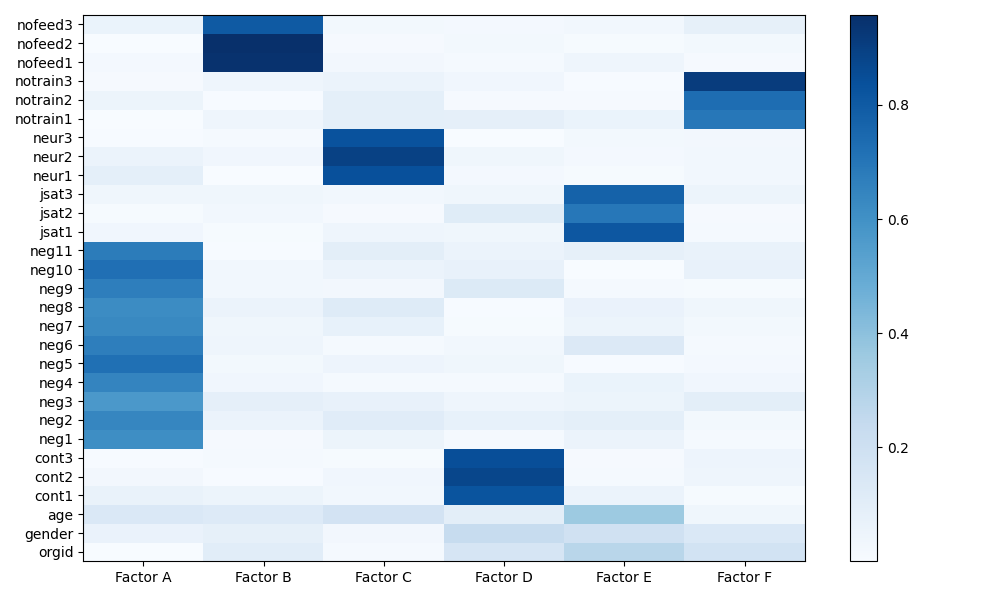 nofeed3
nofeed2
nofeed1
notrain3
notrain2
notrain1
neur3
neur2
neur1
jsat3
jsat2
jsat1
neg11
neg10
neg9
neg8
neg7
neg6
neg5
neg4
neg3
neg2
neg1
cont3
cont2
cont1
age
gender
orgid
Factor A Factor B Factor C Factor D Factor E Factor F
0.8
0.6
0.4
0.2